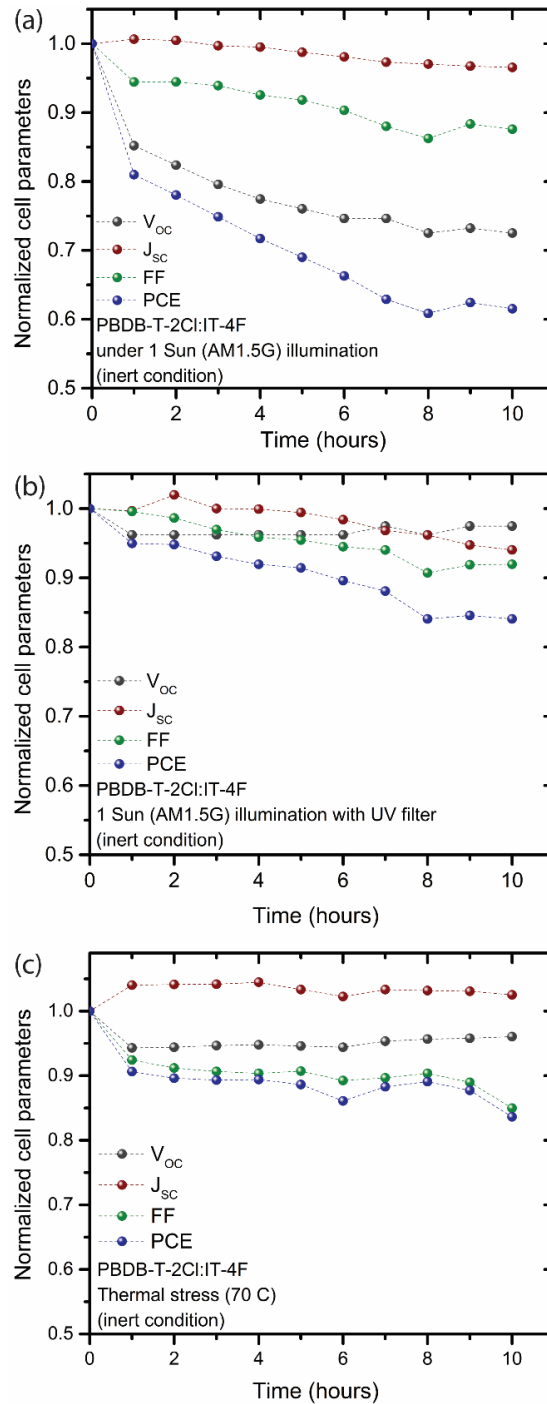 (a)
Normalized cell parameters
1.0
0.9
0.8
0.7
0.6
0.5
V_OC
J_SC
FF
PCE
PBDB-T-2Cl:IT-4F
under 1 Sun (AM1.5G) illumination
(inert condition)
0 2 4 6 8 10
Time (hours)
(b)
Normalized cell parameters
1.0
0.9
0.8
0.7
0.6
0.5
V_OC
J_SC
FF
PCE
PBDB-T-2Cl:IT-4F
1 Sun (AM1.5G) illumination with UV filter
(inert condition)
0 2 4 6 8 10
Time (hours)
(c)
Normalized cell parameters
1.0
0.9
0.8
0.7
0.6
0.5
V_OC
J_SC
FF
PCE
PBDB-T-2Cl:IT-4F
Thermal stress (70 C)
(inert condition)
0 2 4 6 8 10
Time (hours)